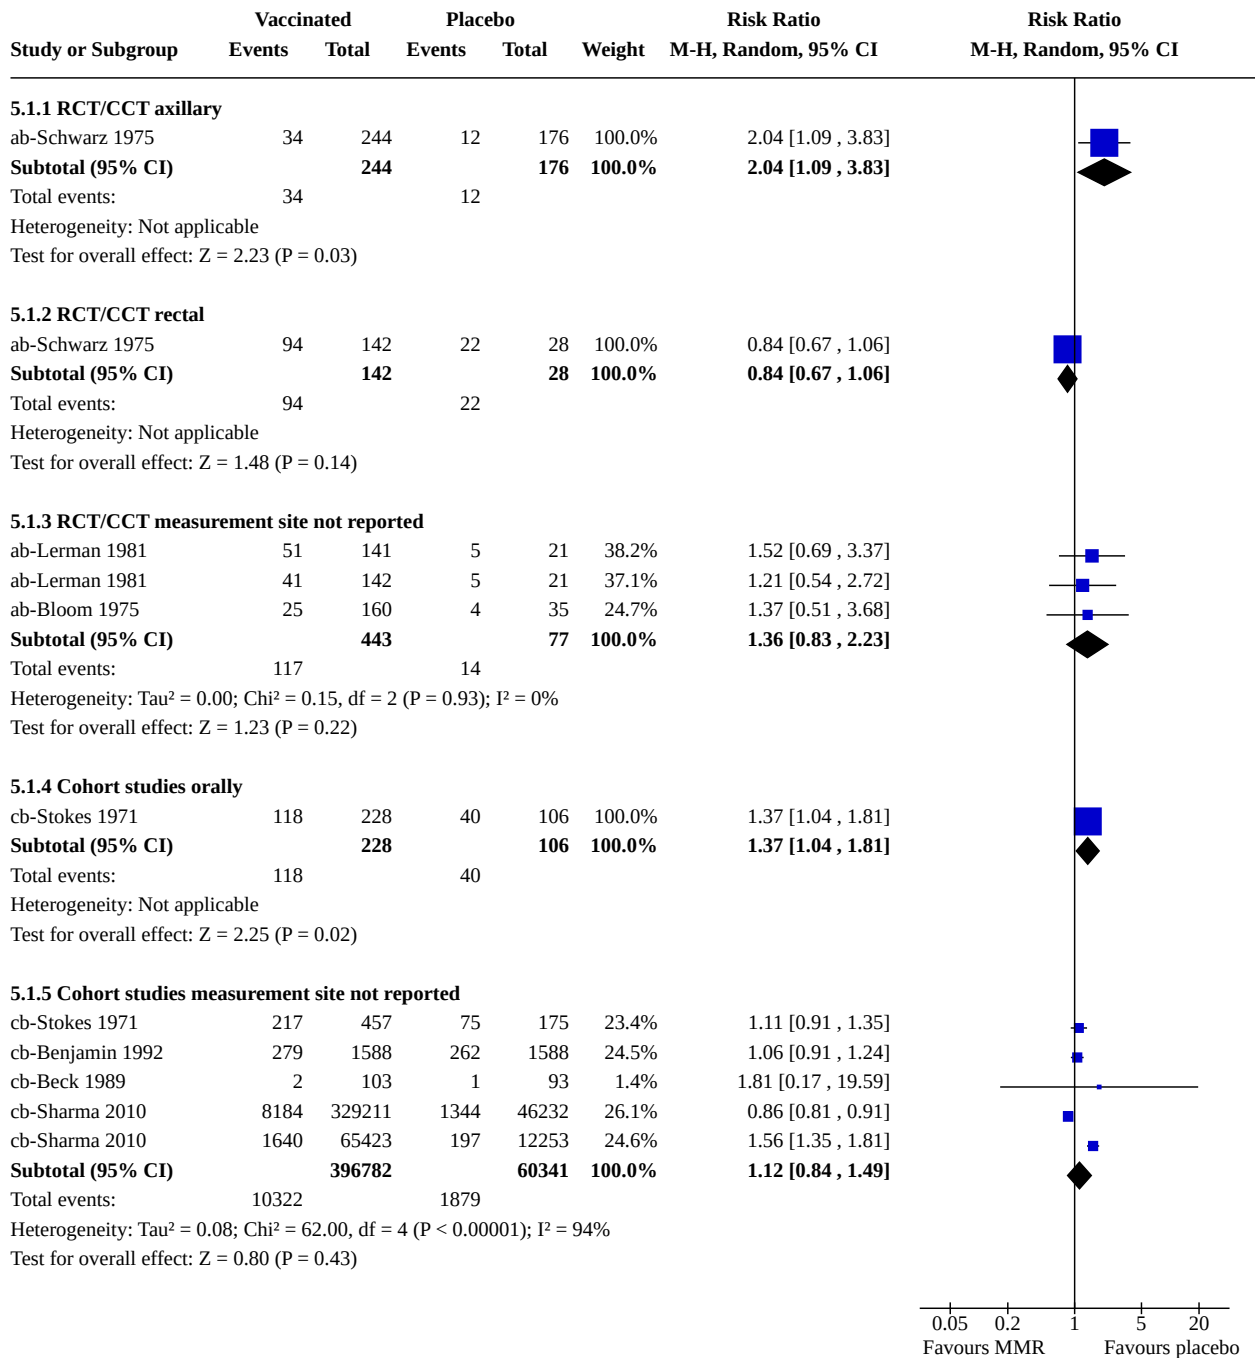 Vaccinated Placebo Risk Ratio Risk Ratio
Study or Subgroup Events Total Events Total Weight M-H, Random, 95% CI M-H, Random, 95% CI
5.1.1 RCT/CCT axillary
ab-Schwarz 1975 34 244 12 176 100.0% 2.04 [1.09 , 3.83]
Subtotal (95% CI) 244 176 100.0% 2.04 [1.09 , 3.83]
Total events: 34 12
Heterogeneity: Not applicable
Test for overall effect: Z = 2.23 (P = 0.03)
5.1.2 RCT/CCT rectal
ab-Schwarz 1975 94 142 22 28 100.0% 0.84 [0.67 , 1.06]
Subtotal (95% CI) 142 28 100.0% 0.84 [0.67 , 1.06]
Total events: 94 22
Heterogeneity: Not applicable
Test for overall effect: Z = 1.48 (P = 0.14)
5.1.3 RCT/CCT measurement site not reported
ab-Lerman 1981 51 141 5 21 38.2% 1.52 [0.69 , 3.37]
ab-Lerman 1981 41 142 5 21 37.1% 1.21 [0.54 , 2.72]
ab-Bloom 1975 25 160 4 35 24.7% 1.37 [0.51 , 3.68]
Subtotal (95% CI) 443 77 100.0% 1.36 [0.83 , 2.23]
Total events: 117 14
Heterogeneity: Tau² = 0.00; Chi² = 0.15, df = 2 (P = 0.93); I² = 0%
Test for overall effect: Z = 1.23 (P = 0.22)
5.1.4 Cohort studies orally
cb-Stokes 1971 118 228 40 106 100.0% 1.37 [1.04 , 1.81]
Subtotal (95% CI) 228 106 100.0% 1.37 [1.04 , 1.81]
Total events: 118 40
Heterogeneity: Not applicable
Test for overall effect: Z = 2.25 (P = 0.02)
5.1.5 Cohort studies measurement site not reported
cb-Stokes 1971 217 457 75 175 23.4% 1.11 [0.91 , 1.35]
cb-Benjamin 1992 279 1588 262 1588 24.5% 1.06 [0.91 , 1.24]
cb-Beck 1989 2 103 1 93 1.4% 1.81 [0.17 , 19.59]
cb-Sharma 2010 8184 329211 1344 46232 26.1% 0.86 [0.81 , 0.91]
cb-Sharma 2010 1640 65423 197 12253 24.6% 1.56 [1.35 , 1.81]
Subtotal (95% CI) 396782 60341 100.0% 1.12 [0.84 , 1.49]
Total events: 10322 1879
Heterogeneity: Tau² = 0.08; Chi² = 62.00, df = 4 (P < 0.00001); I² = 94%
Test for overall effect: Z = 0.80 (P = 0.43)
0.05 0.2 1 5 20
Favours MMR Favours placebo